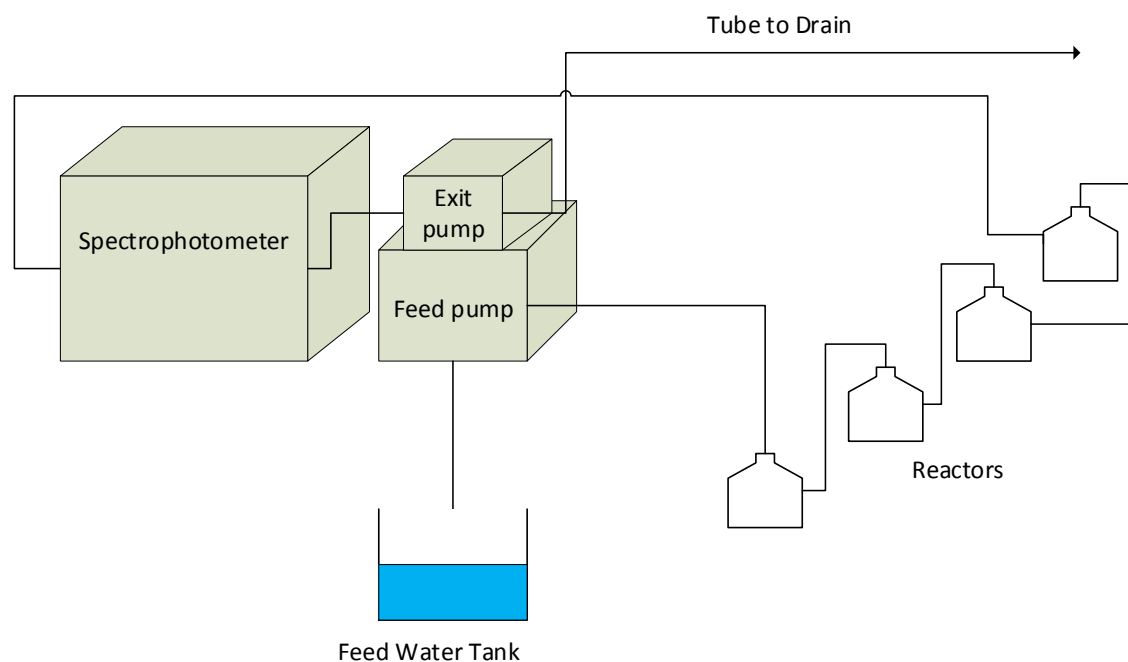 Tube to Drain
Exit
pump
Spectrophotometer
Feed pump
Reactors
Feed Water Tank